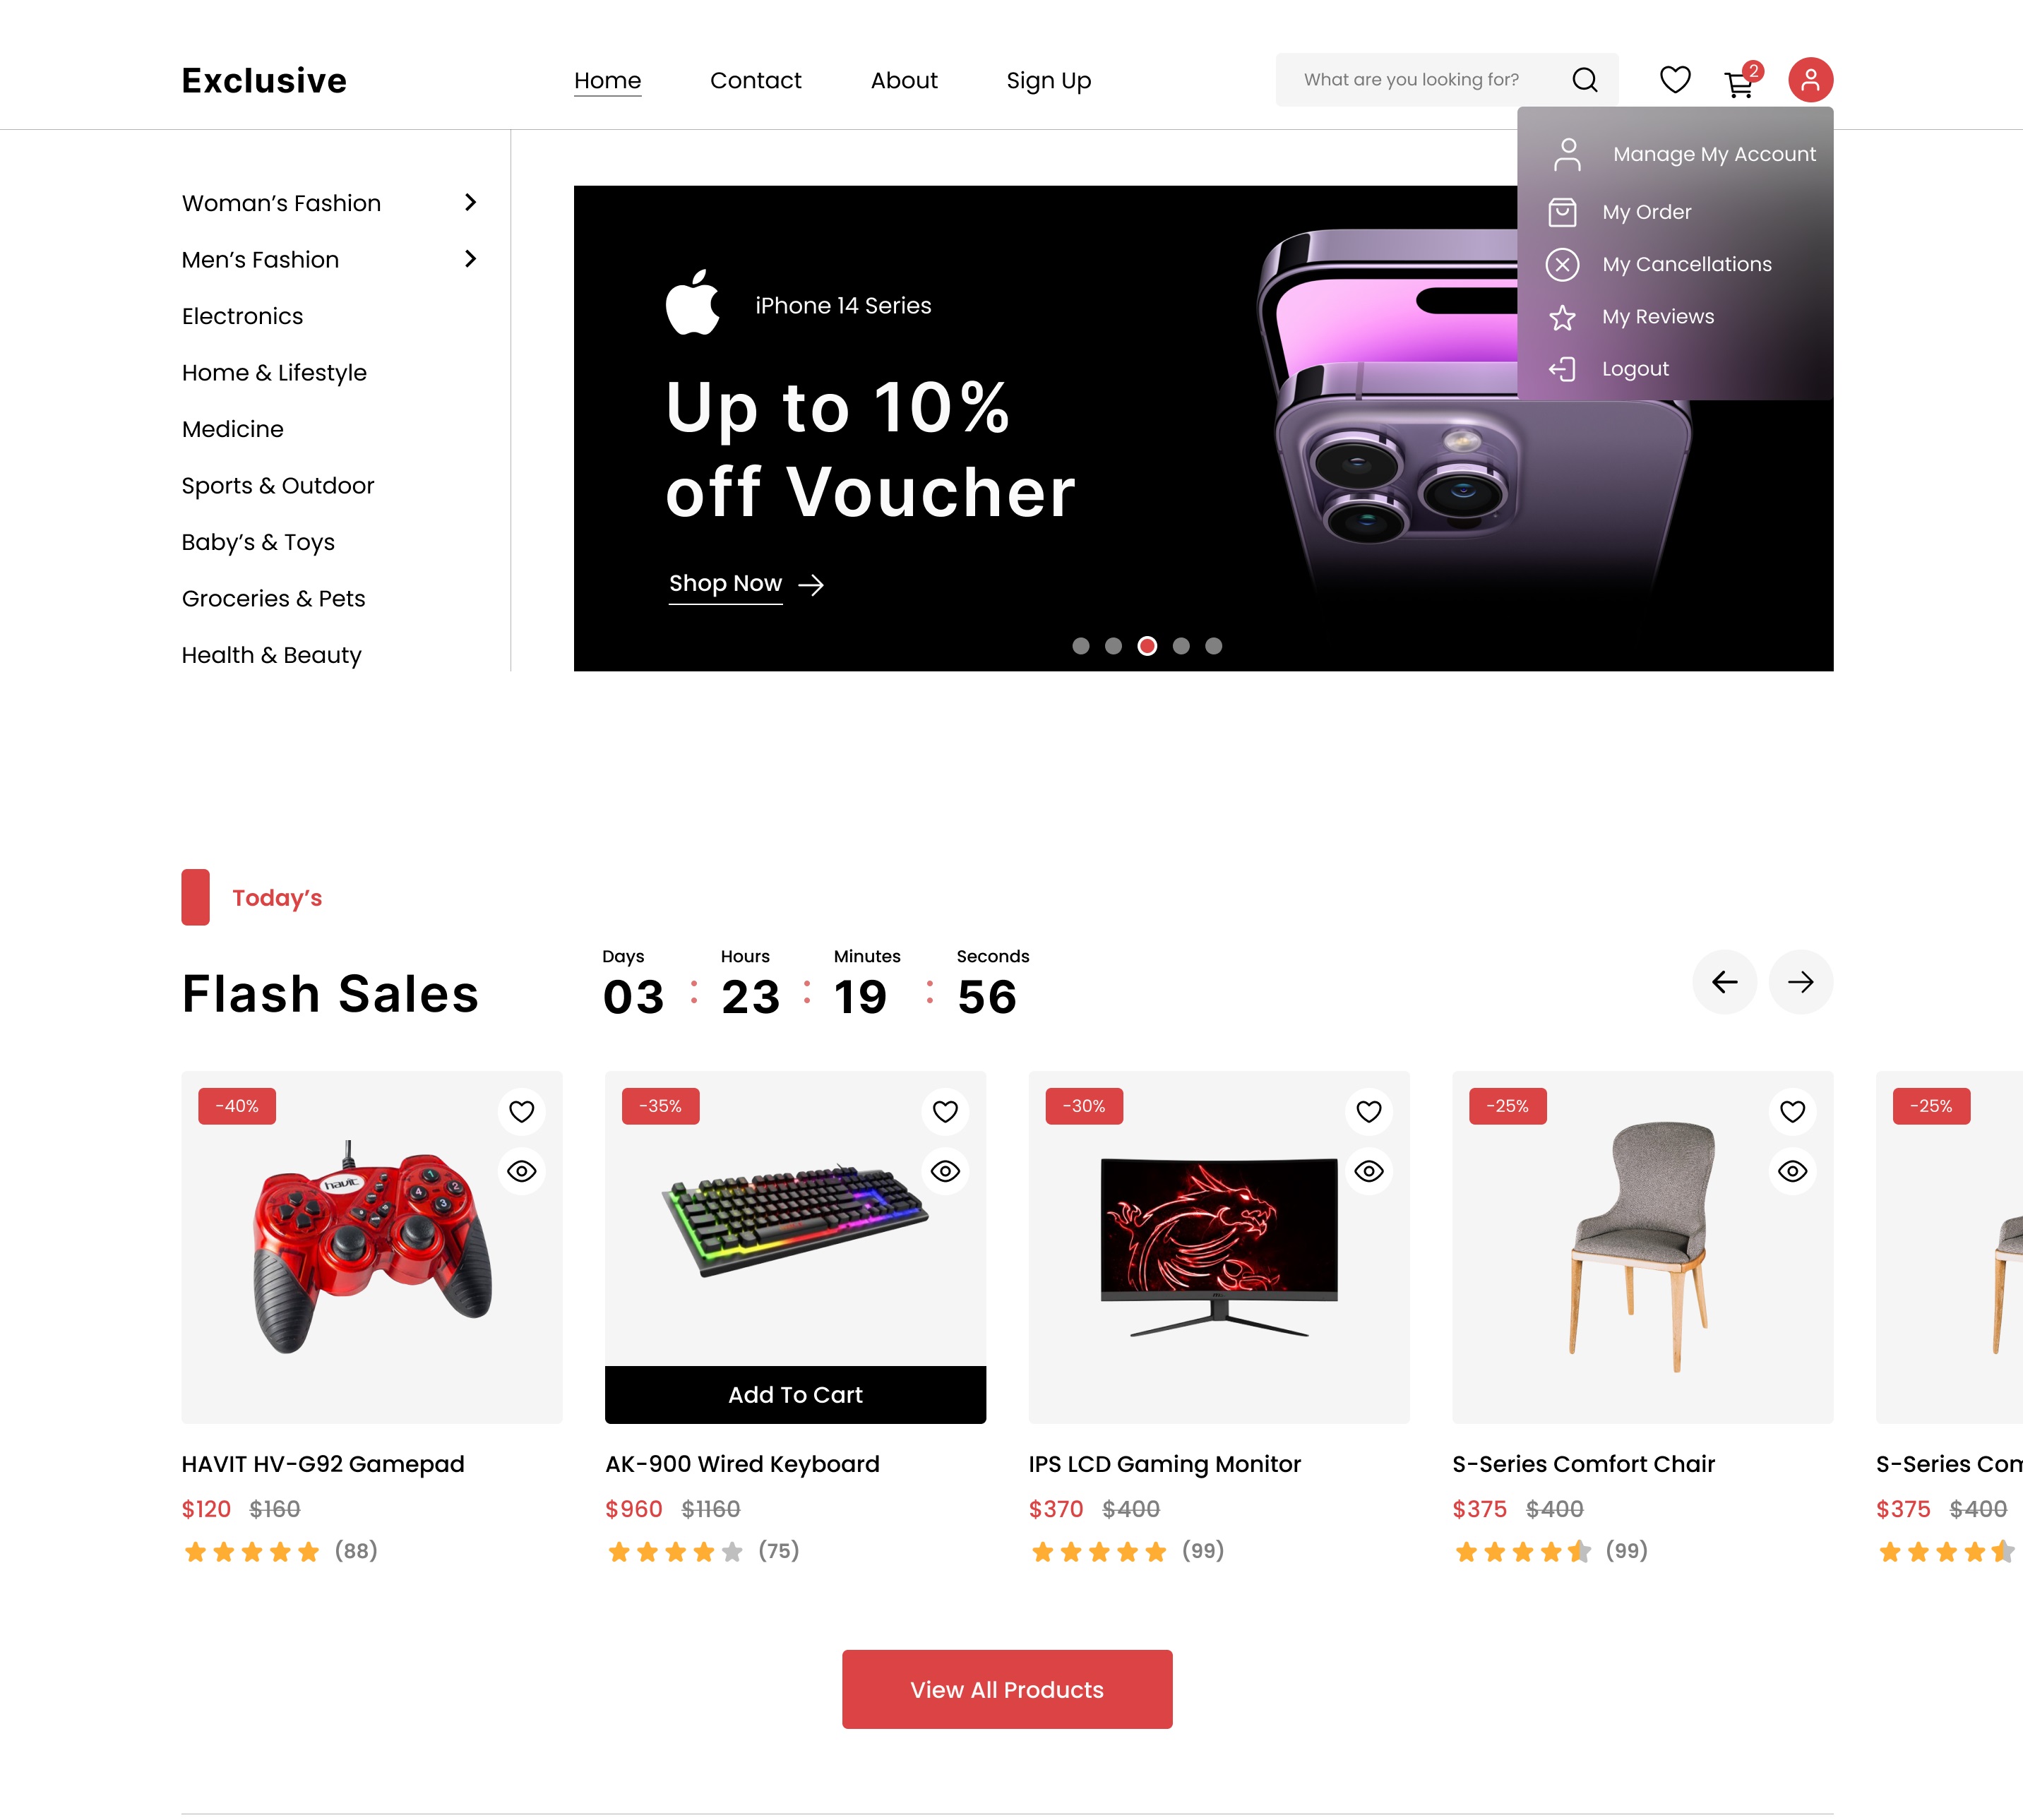 Exclusive
Home
Contact
About
Sign Up
What are you looking for?
2
Manage My Account
My Order
My Cancellations
My Reviews
Logout
Woman’s Fashion
Men’s Fashion
Electronics
Home & Lifestyle
Medicine
Sports & Outdoor
Baby’s & Toys
Groceries & Pets
Health & Beauty
iPhone 14 Series
Up to 10%
off Voucher
Shop Now
Today’s
Flash Sales
Days
Hours
Minutes
Seconds
03 : 23 : 19 : 56
-40%
havit
1
2
3
4
HAVIT HV-G92 Gamepad
$120 $160
(88)
-35%
Add To Cart
AK-900 Wired Keyboard
$960 $1160
(75)
-30%
IPS LCD Gaming Monitor
$370 $400
(99)
-25%
S-Series Comfort Chair
$375 $400
(99)
-25%
S-Series Com
$375 $400
View All Products